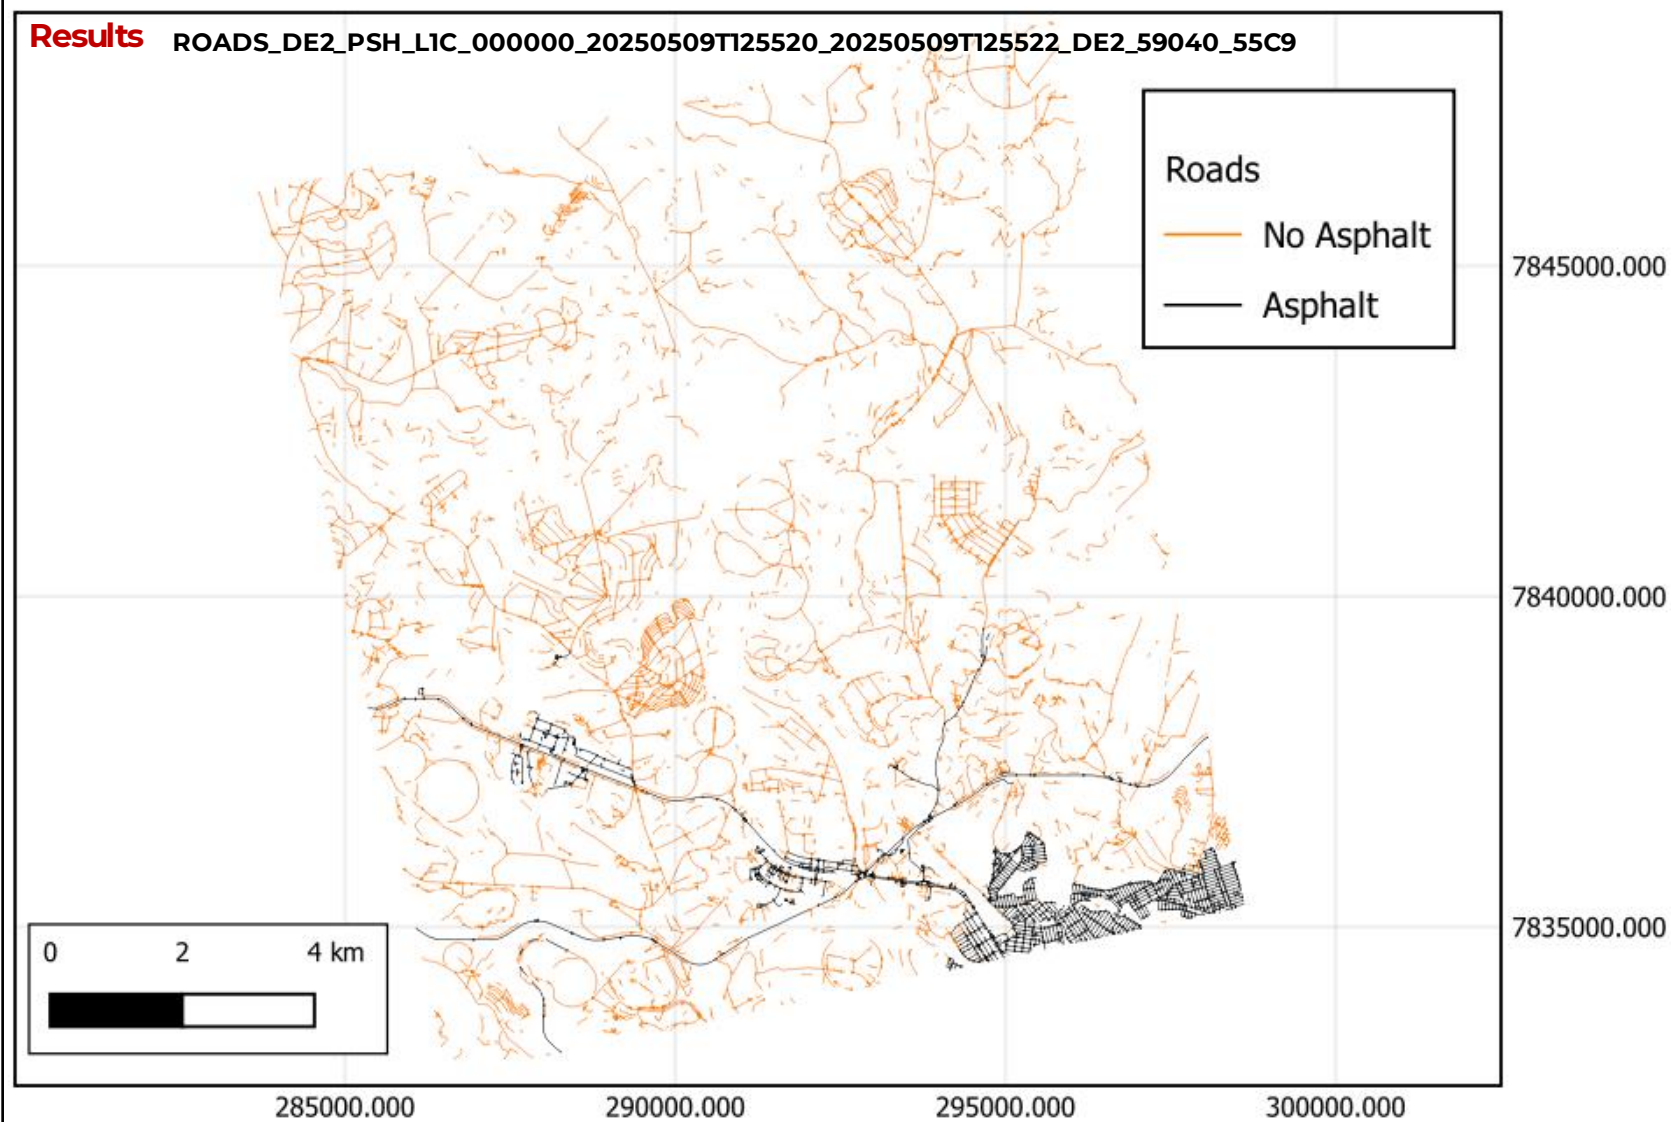 Results ROADS_DE2_PSH_L1C_000000_20250509T125520_20250509T125522_DE2_59040_55C9
Roads
No Asphalt
Asphalt
7845000.000
7840000.000
7835000.000
0 2 4 km
285000.000 290000.000 295000.000 300000.000